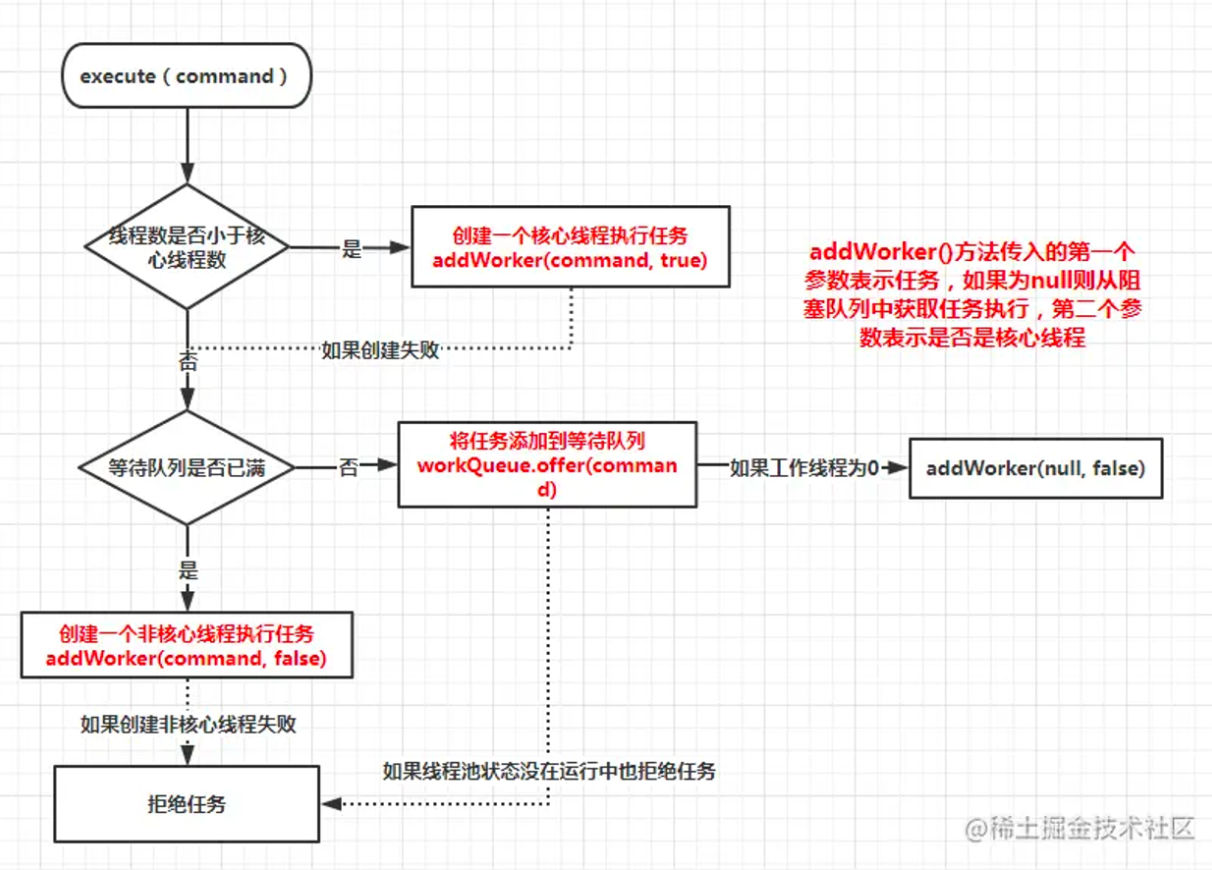 execute（command）
线程数是否小于核
心线程数
是
创建一个核心线程执行任务
addWorker(command, true)
addWorker()方法传入的第一个
参数表示任务，如果为null则从阻
塞队列中获取任务执行，第二个参
数表示是否是核心线程
如果创建失败
否
等待队列是否已满
否
将任务添加到等待队列
workQueue.offer(comman
d)
如果工作线程为0
addWorker(null, false)
是
创建一个非核心线程执行任务
addWorker(command, false)
如果创建非核心线程失败
如果线程池状态没在运行中也拒绝任务
拒绝任务
@稀土掘金技术社区